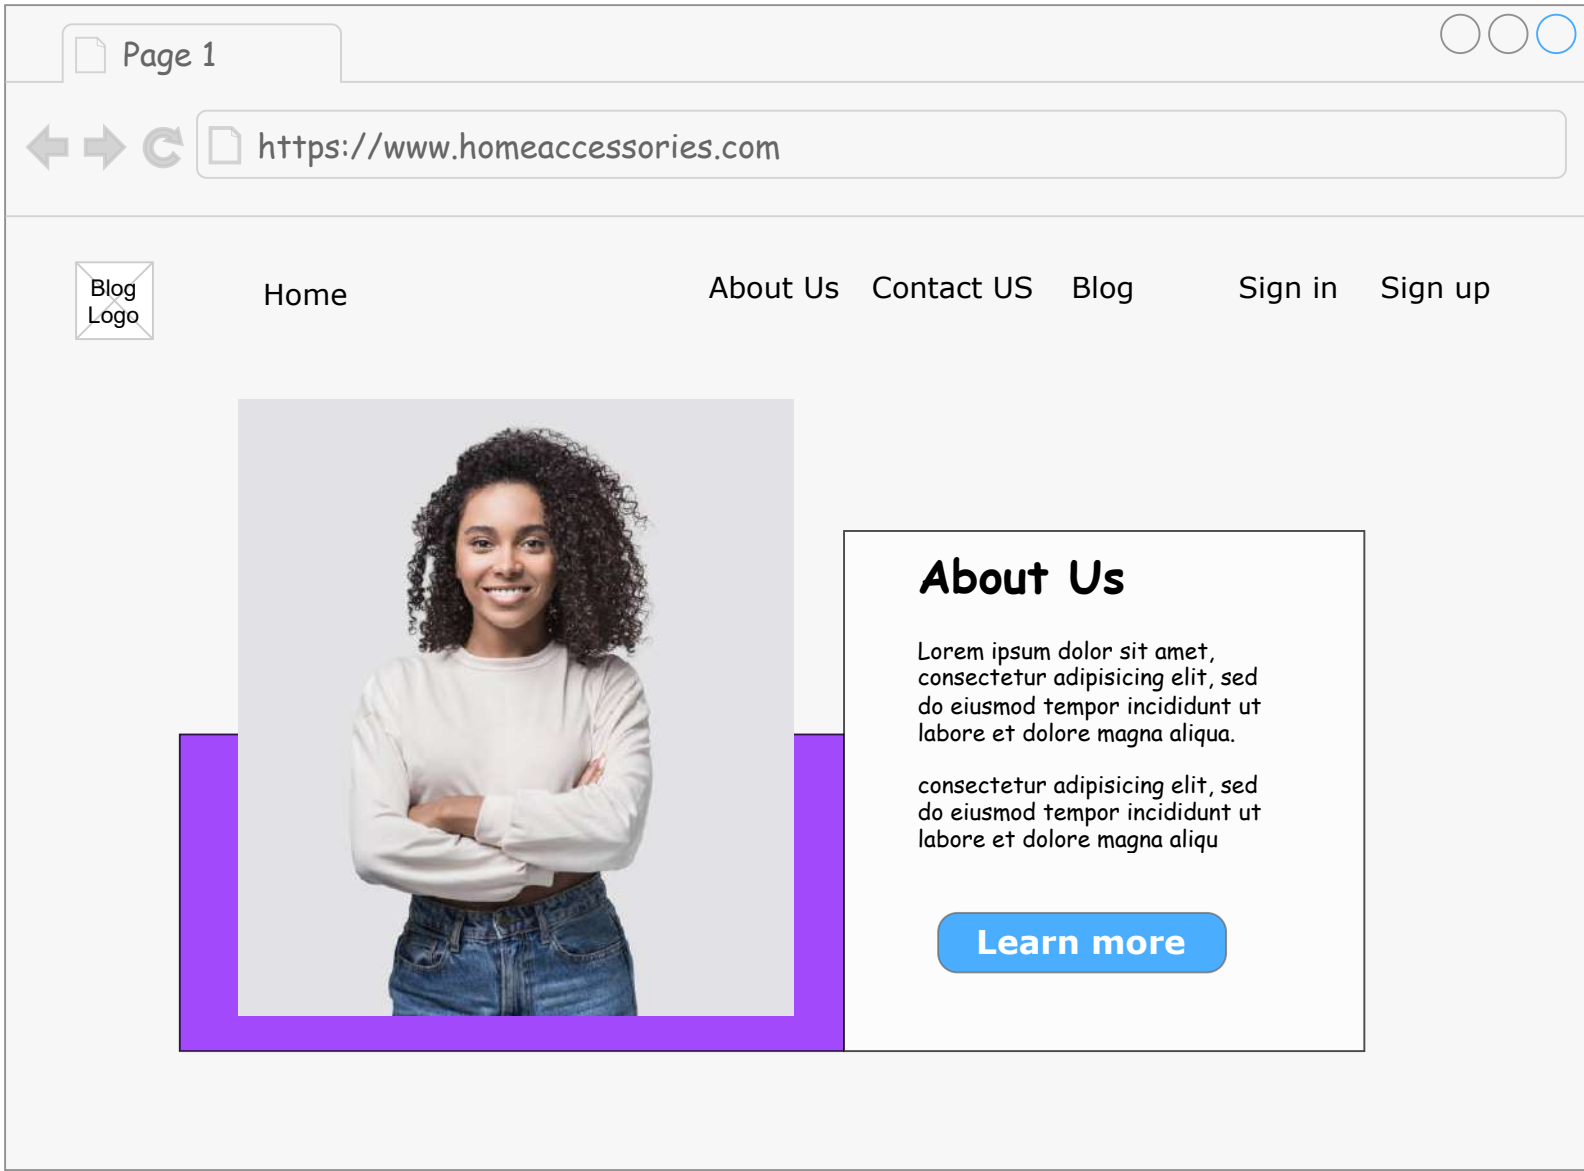 Page 1
https://www.homeaccessories.com
Blog
Logo
Home
About Us
Contact US
Blog
Sign in
Sign up
About Us
Lorem ipsum dolor sit amet,
consectetur adipisicing elit, sed
do eiusmod tempor incididunt ut
labore et dolore magna aliqua.
consectetur adipisicing elit, sed
do eiusmod tempor incididunt ut
labore et dolore magna aliqu
Learn more